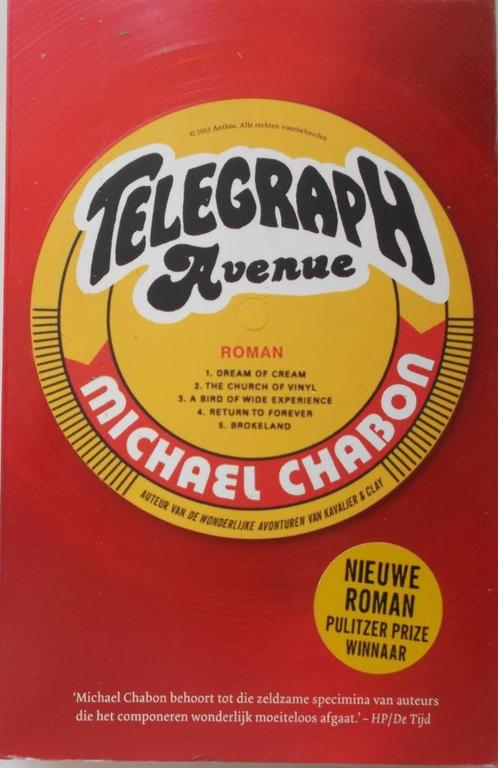 © 2012 Anthos. Alle rechten voorbehouden
TELEGRAPH
Avenue
ROMAN
1. DREAM OF CREAM
2. THE CHURCH OF VINYL
3. A BIRD OF WIDE EXPERIENCE
4. RETURN TO FOREVER
5. BROKELAND
MICHAEL CHABON
AUTEUR VAN DE WONDERLIJKE AVONTUREN VAN KAVALIER & CLAY
NIEUWE
ROMAN
PULITZER PRIZE
WINNAAR
‘Michael Chabon behoort tot die zeldzame specimina van auteurs
die het componeren wonderlijk moeiteloos afgaat.’ – HP/De Tijd